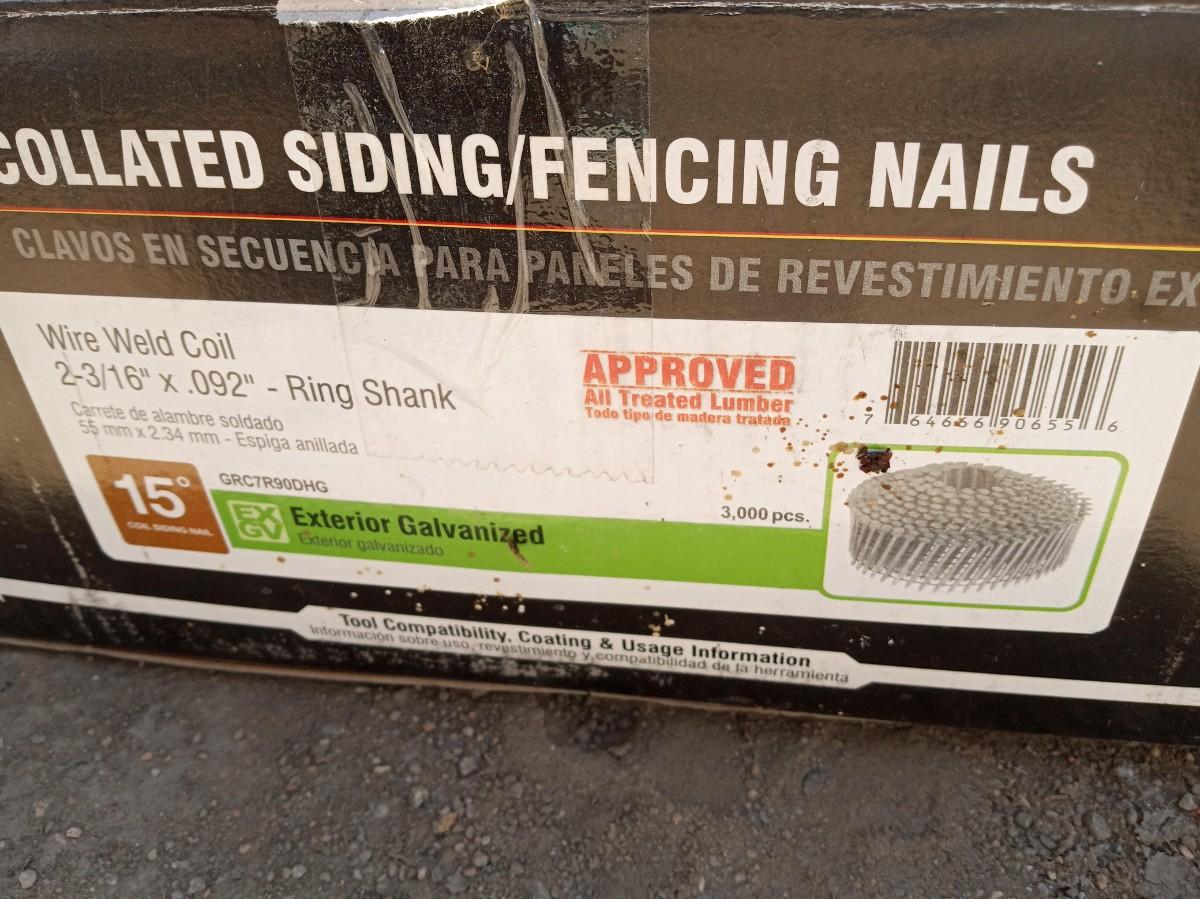 COLLATED SIDING/FENCING NAILS
CLAVOS EN SECUENCIA PARA PANELES DE REVESTIMIENTO EX
Wire Weld Coil
2-3/16" x .092" - Ring Shank
Carrete de alambre soldado
55 mm x 2.34 mm - Espiga anillada
APPROVED
All Treated Lumber
Todo tipo de madera tratada
7 64666 90655 6
15°
COIL SIDING NAIL
GRC7R90DHG
3,000 pcs.
EX
GV
Exterior Galvanized
Exterior galvanizado
Tool Compatibility, Coating & Usage Information
Información sobre uso, revestimiento y compatibilidad de la herramienta